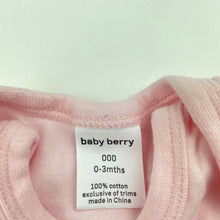 baby berry
000
0-3mths
100% cotton
exclusive of trims
made in China